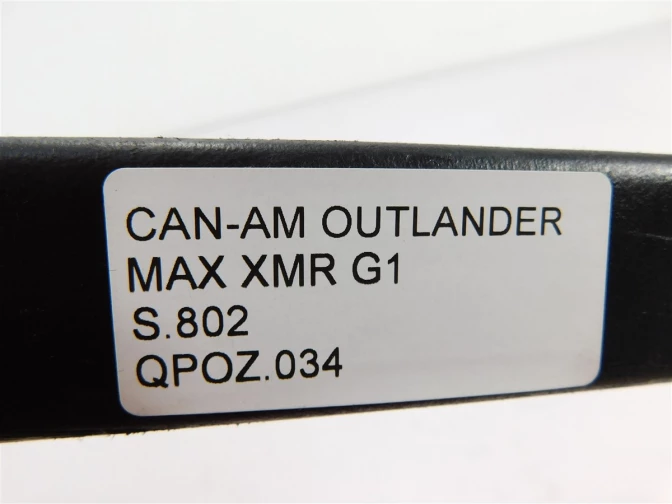 CAN-AM OUTLANDER
MAX XMR G1
S.802
QPOZ.034